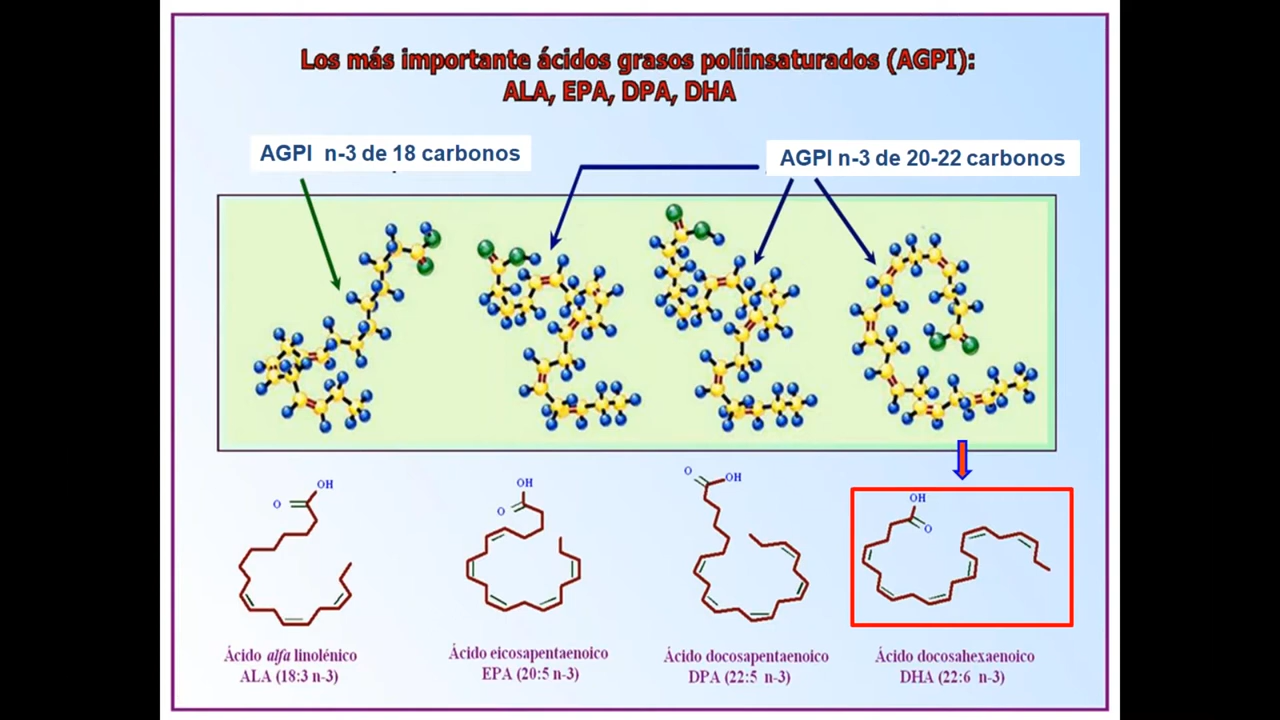 Los más importante ácidos grasos poliinsaturados (AGPI):
ALA, EPA, DPA, DHA
AGPI n-3 de 18 carbonos
AGPI n-3 de 20-22 carbonos
OH
O
OH
O
O
OH
OH
O
Ácido alfa linolénico
ALA (18:3 n-3)
Ácido eicosapentaenoico
EPA (20:5 n-3)
Ácido docosapentaenoico
DPA (22:5 n-3)
Ácido docosahexaenoico
DHA (22:6 n-3)